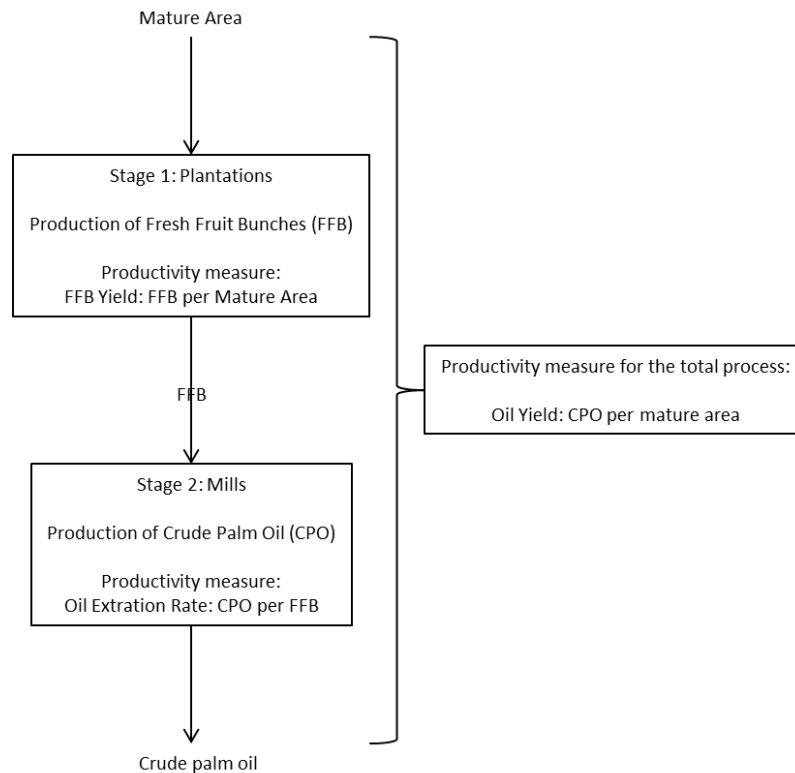 Mature Area
Stage 1: Plantations
Production of Fresh Fruit Bunches (FFB)
Productivity measure:
FFB Yield: FFB per Mature Area
FFB
Stage 2: Mills
Production of Crude Palm Oil (CPO)
Productivity measure:
Oil Extration Rate: CPO per FFB
Crude palm oil
Productivity measure for the total process:
Oil Yield: CPO per mature area